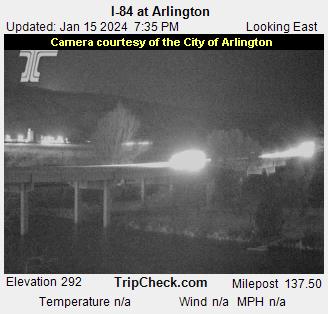 I-84 at Arlington
Updated: Jan 15 2024 7:35 PM Looking East
Camera courtesy of the City of Arlington
Elevation 292 TripCheck.com Milepost 137.50
Temperature n/a Wind n/a MPH n/a